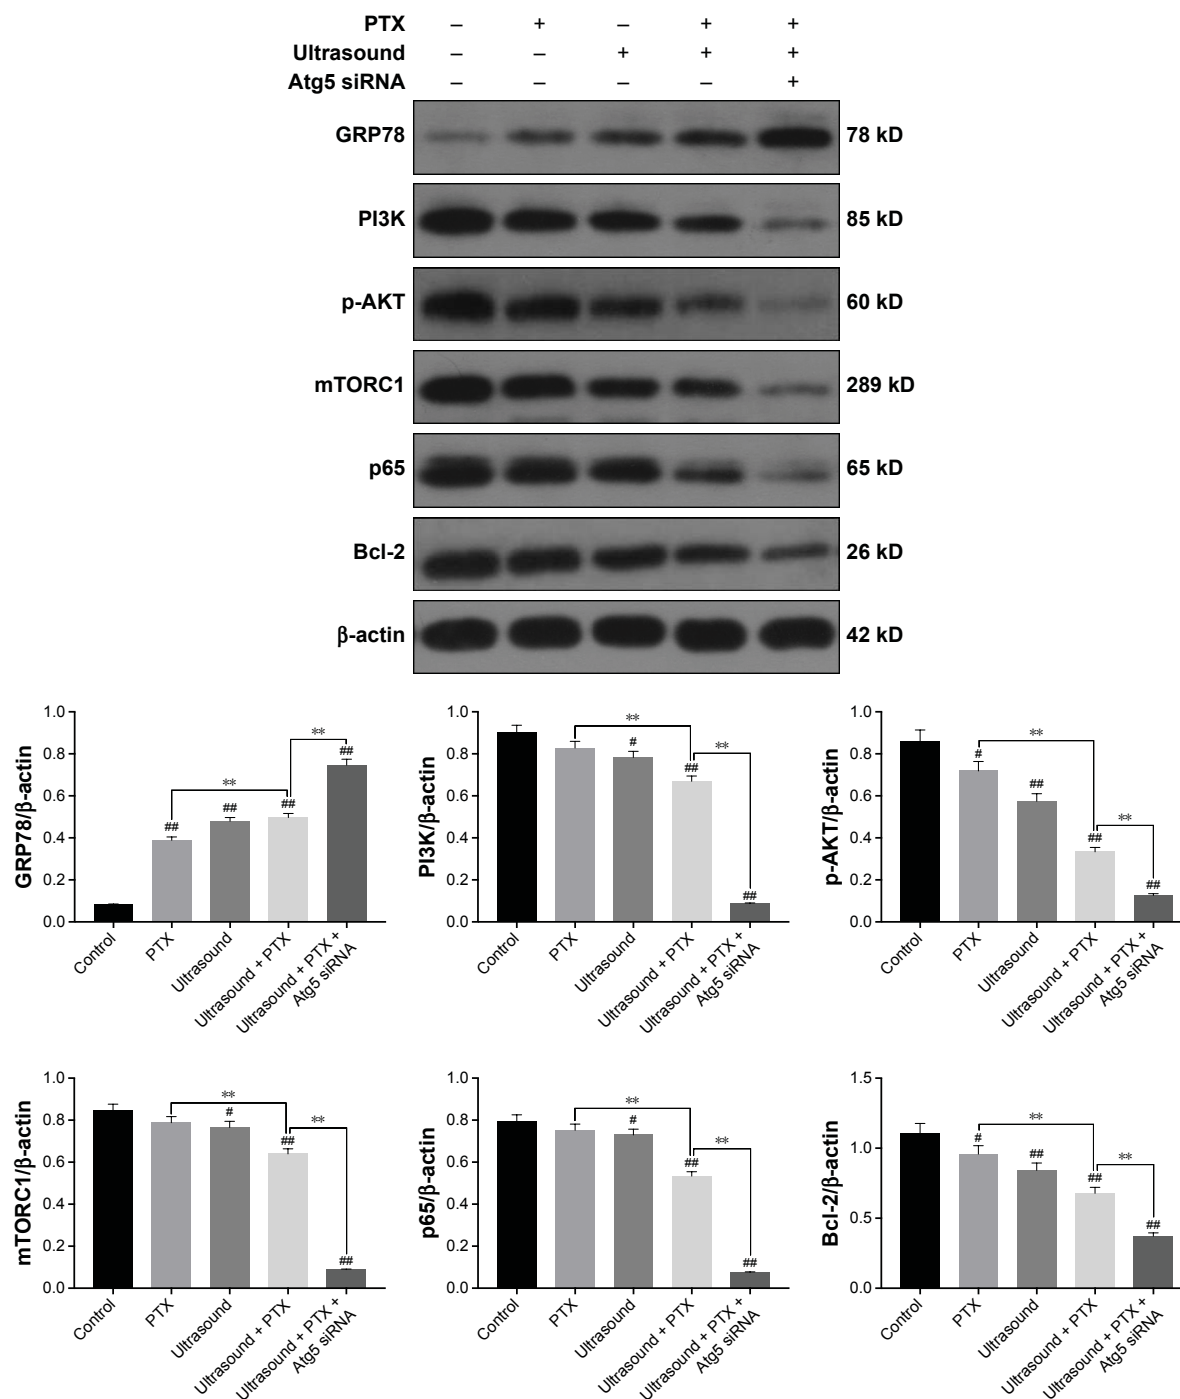 PTX – + – + +
Ultrasound – – + + +
Atg5 siRNA – – – – +
GRP78 78 kD
PI3K 85 kD
p-AKT 60 kD
mTORC1 289 kD
p65 65 kD
Bcl-2 26 kD
β-actin 42 kD
GRP78/β-actin
1.0
0.8
0.6
0.4
0.2
0.0
##
##
##
##
**
**
Control
PTX
Ultrasound
Ultrasound + PTX
Ultrasound + PTX +
Atg5 siRNA
PI3K/β-actin
1.0
0.8
0.6
0.4
0.2
0.0
#
##
##
**
**
Control
PTX
Ultrasound
Ultrasound + PTX
Ultrasound + PTX +
Atg5 siRNA
p-AKT/β-actin
1.0
0.8
0.6
0.4
0.2
0.0
#
##
##
##
**
**
Control
PTX
Ultrasound
Ultrasound + PTX
Ultrasound + PTX +
Atg5 siRNA
mTORC1/β-actin
1.0
0.8
0.6
0.4
0.2
0.0
#
##
##
**
**
Control
PTX
Ultrasound
Ultrasound + PTX
Ultrasound + PTX +
Atg5 siRNA
p65/β-actin
1.0
0.8
0.6
0.4
0.2
0.0
#
##
##
**
**
Control
PTX
Ultrasound
Ultrasound + PTX
Ultrasound + PTX +
Atg5 siRNA
Bcl-2/β-actin
1.5
1.0
0.5
0.0
#
##
##
##
**
**
Control
PTX
Ultrasound
Ultrasound + PTX
Ultrasound + PTX +
Atg5 siRNA